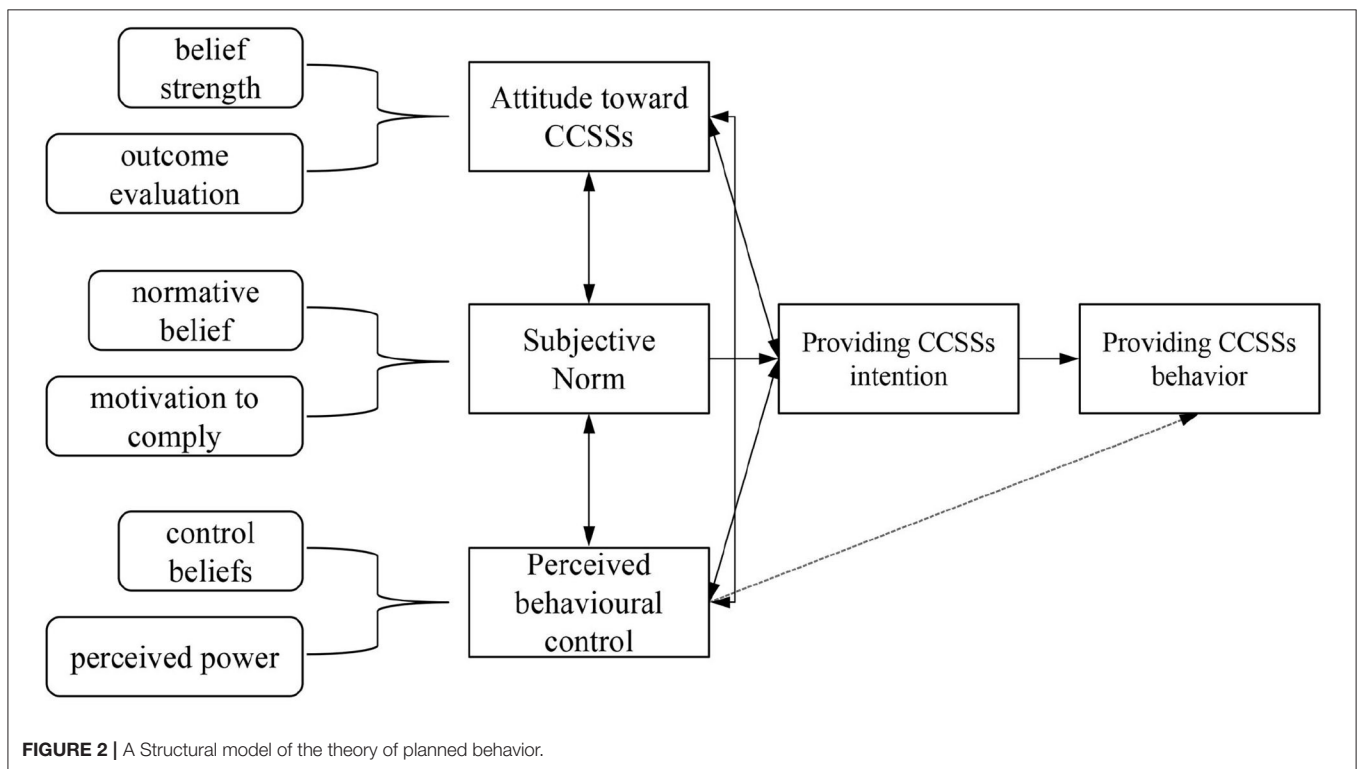 belief
strength
outcome
evaluation
normative
belief
motivation to
comply
control
beliefs
perceived power
Attitude toward
CCSSs
Subjective
Norm
Perceived
behavioural
control
Providing CCSSs
intention
Providing CCSSs
behavior
FIGURE 2 | A Structural model of the theory of planned behavior.